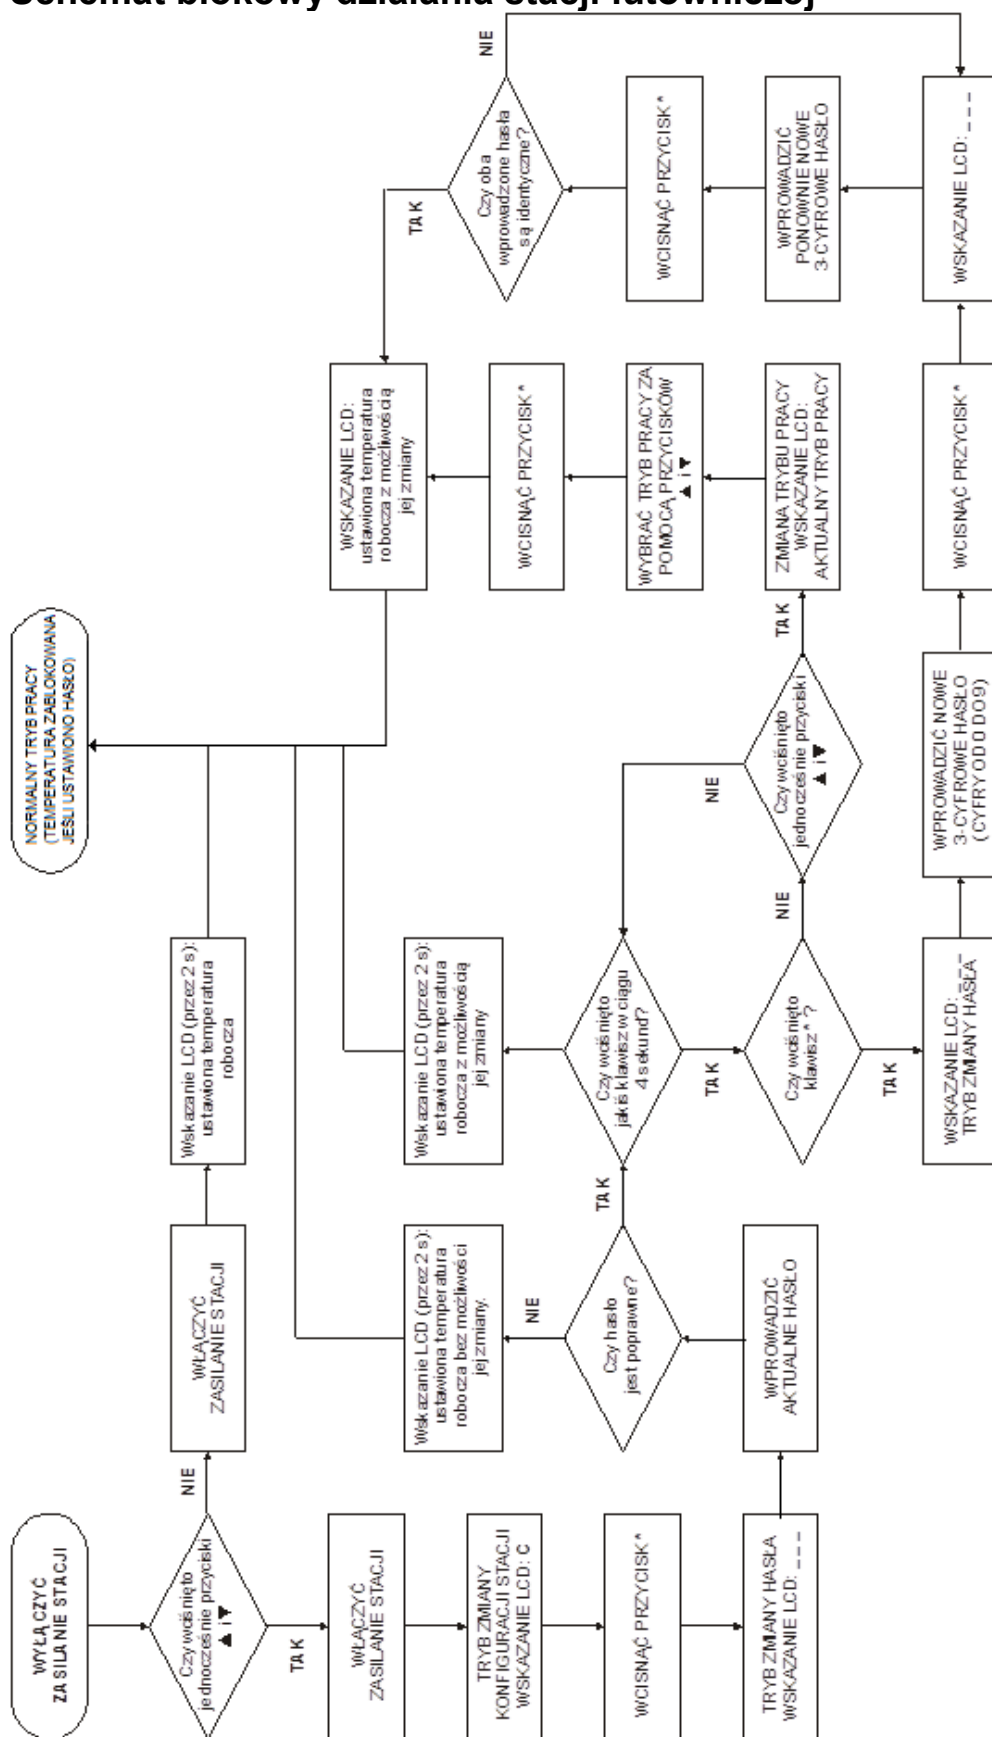 Schemat blokowy działania stacji lutowniczej
WYŁĄCZYĆ
ZASILANIE STACJI
Czy wciśnięto
jednocześnie przyciski
▲ i ▼
NIE
TAK
WŁĄCZYĆ
ZASILANIE STACJI
Wskazanie LCD (przez 2 s):
ustawiona temperatura
robocza
NORMALNY TRYB PRACY
(TEMPERATURA ZABLOKOWANA
JEŚLI USTAWIONO HASŁO)
WŁĄCZYĆ
ZASILANIE STACJI
TRYB ZMIANY
KONFIGURACJI STACJI
WSKAZANIE LCD: C
WCISNĄĆ PRZYCISK *
TRYB ZMIANY HASŁA
WSKAZANIE LCD: _ _ _
WPROWADZIĆ
AKTUALNE HASŁO
Czy hasło
jest poprawne?
NIE
TAK
Wskazanie LCD (przez 2 s):
ustawiona temperatura
robocza bez możliwości
jej zmiany.
Czy wciśnięto
jakiś klawisz w ciągu
4 sekund?
TAK
Wskazanie LCD (przez 2 s):
ustawiona temperatura
robocza z możliwością
jej zmiany
Czy wciśnięto
klawisz * ?
NIE
TAK
Czy wciśnięto
jednocześnie przyciski
▲ i ▼
NIE
TAK
ZMIANA TRYBU PRACY
WSKAZANIE LCD:
AKTUALNY TRYB PRACY
WYBRAĆ TRYB PRACY ZA
POMOCĄ PRZYCISKÓW
▲ i ▼
WCISNĄĆ PRZYCISK *
WSKAZANIE LCD:
ustawiona temperatura
robocza z możliwością
jej zmiany
WSKAZANIE LCD: _ _ _
TRYB ZMIANY HASŁA
WPROWADZIĆ NOWE
3-CYFROWE HASŁO
(CYFRY OD 0 DO 9)
WCISNĄĆ PRZYCISK *
WSKAZANIE LCD: _ _ _
WPROWADZIĆ
PONOWNIE NOWE
3-CYFROWE HASŁO
WCISNĄĆ PRZYCISK *
Czy oba
wprowadzone hasła
są identyczne?
NIE
TAK